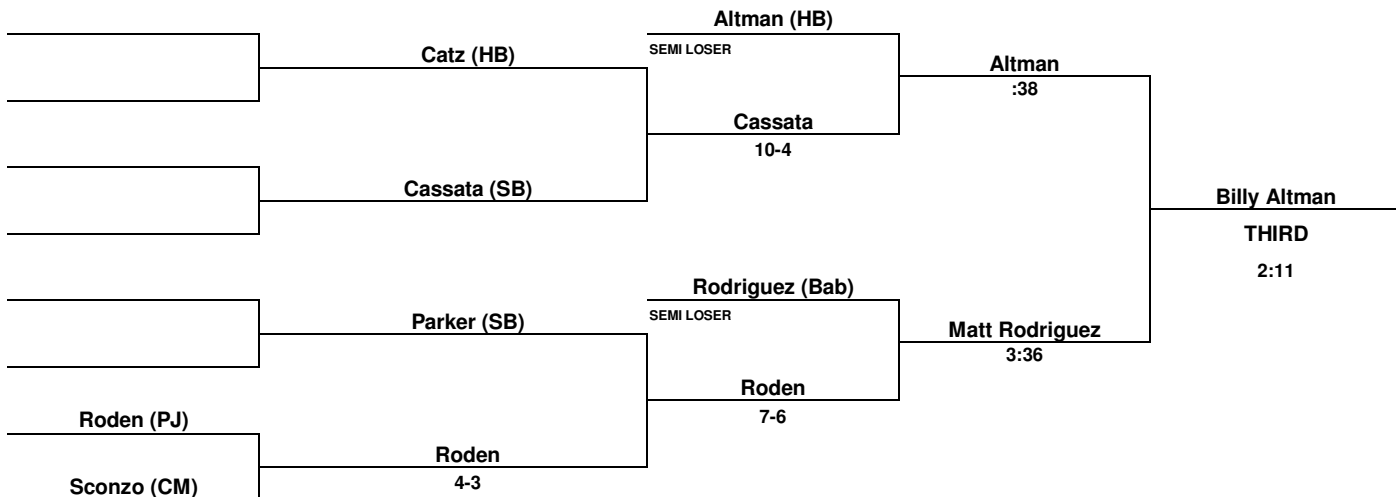 Altman (HB)
SEMI LOSER
Catz (HB)
Altman
:38
Cassata
10-4
Cassata (SB)
Billy Altman
THIRD
2:11
Rodriguez (Bab)
SEMI LOSER
Parker (SB)
Matt Rodriguez
3:36
Roden
7-6
Roden (PJ)
Roden
4-3
Sconzo (CM)